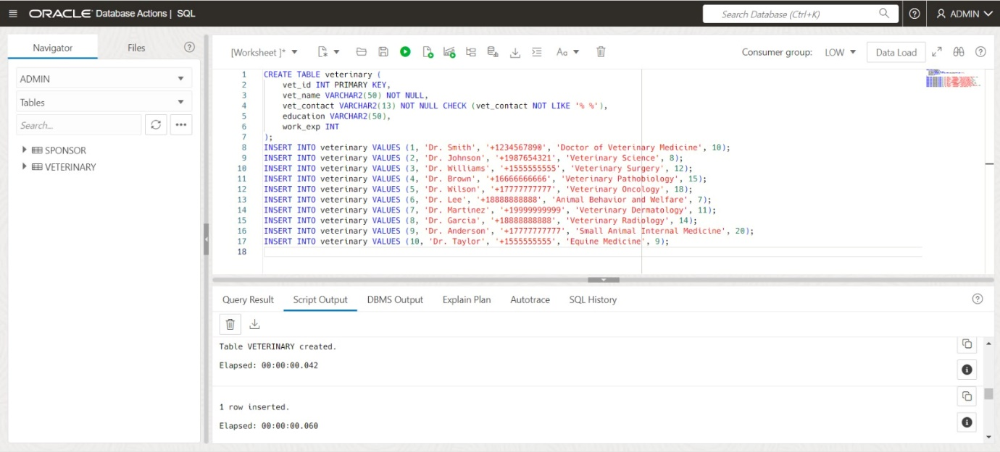 ORACLE Database Actions | SQL
Search Database (Ctrl+K)
ADMIN
Navigator
Files
ADMIN
Tables
Search...
SPONSOR
VETERINARY
[Worksheet ]*
Aa
Consumer group: LOW
Data Load
1 CREATE TABLE veterinary (
2 vet_id INT PRIMARY KEY,
3 vet_name VARCHAR2(50) NOT NULL,
4 vet_contact VARCHAR2(13) NOT NULL CHECK (vet_contact NOT LIKE '% %'),
5 education VARCHAR2(50),
6 work_exp INT
7 );
8 INSERT INTO veterinary VALUES (1, 'Dr. Smith', '+1234567890', 'Doctor of Veterinary Medicine', 10);
9 INSERT INTO veterinary VALUES (2, 'Dr. Johnson', '+1987654321', 'Veterinary Science', 8);
10 INSERT INTO veterinary VALUES (3, 'Dr. Williams', '+1555555555', 'Veterinary Surgery', 12);
11 INSERT INTO veterinary VALUES (4, 'Dr. Brown', '+16666666666', 'Veterinary Pathobiology', 15);
12 INSERT INTO veterinary VALUES (5, 'Dr. Wilson', '+17777777777', 'Veterinary Oncology', 18);
13 INSERT INTO veterinary VALUES (6, 'Dr. Lee', '+18888888888', 'Animal Behavior and Welfare', 7);
14 INSERT INTO veterinary VALUES (7, 'Dr. Martinez', '+19999999999', 'Veterinary Dermatology', 11);
15 INSERT INTO veterinary VALUES (8, 'Dr. Garcia', '+18888888888', 'Veterinary Radiology', 14);
16 INSERT INTO veterinary VALUES (9, 'Dr. Anderson', '+17777777777', 'Small Animal Internal Medicine', 20);
17 INSERT INTO veterinary VALUES (10, 'Dr. Taylor', '+1555555555', 'Equine Medicine', 9);
18
Query Result
Script Output
DBMS Output
Explain Plan
Autotrace
SQL History
Table VETERINARY created.
Elapsed: 00:00:00.042
1 row inserted.
Elapsed: 00:00:00.060